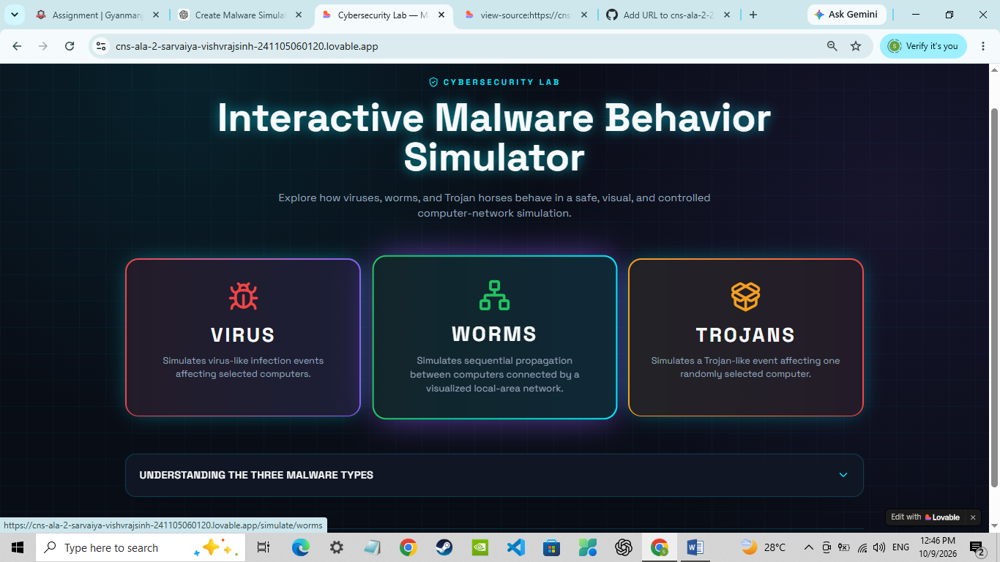 Assignment | Gyanman
Create Malware Simulat
Cybersecurity Lab — M
view-source:https://cns
Add URL to cns-ala-2-2
Ask Gemini
cns-ala-2-sarvaiya-vishvrajsinh-241105060120.lovable.app
S
Verify it's you
CYBERSECURITY LAB
Interactive Malware Behavior
Simulator
Explore how viruses, worms, and Trojan horses behave in a safe, visual, and controlled
computer-network simulation.
VIRUS
Simulates virus-like infection events
affecting selected computers.
WORMS
Simulates sequential propagation
between computers connected by a
visualized local-area network.
TROJANS
Simulates a Trojan-like event affecting one
randomly selected computer.
UNDERSTANDING THE THREE MALWARE TYPES
Edit with Lovable
https://cns-ala-2-sarvaiya-vishvrajsinh-241105060120.lovable.app/simulate/worms
Type here to search
28°C
ENG
12:46 PM
10/9/2026
2